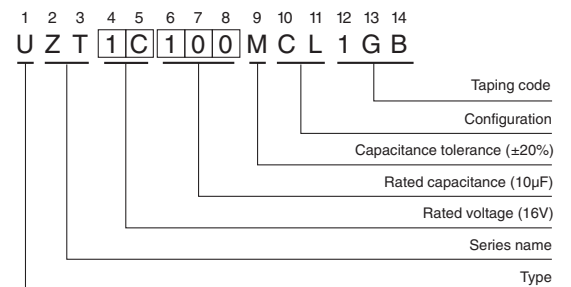 1 2 3 4 5 6 7 8 9 10 11 12 13 14
U Z T 1 C 1 0 0 M C L 1 G B
Taping code
Configuration
Capacitance tolerance (±20%)
Rated capacitance (10µF)
Rated voltage (16V)
Series name
Type